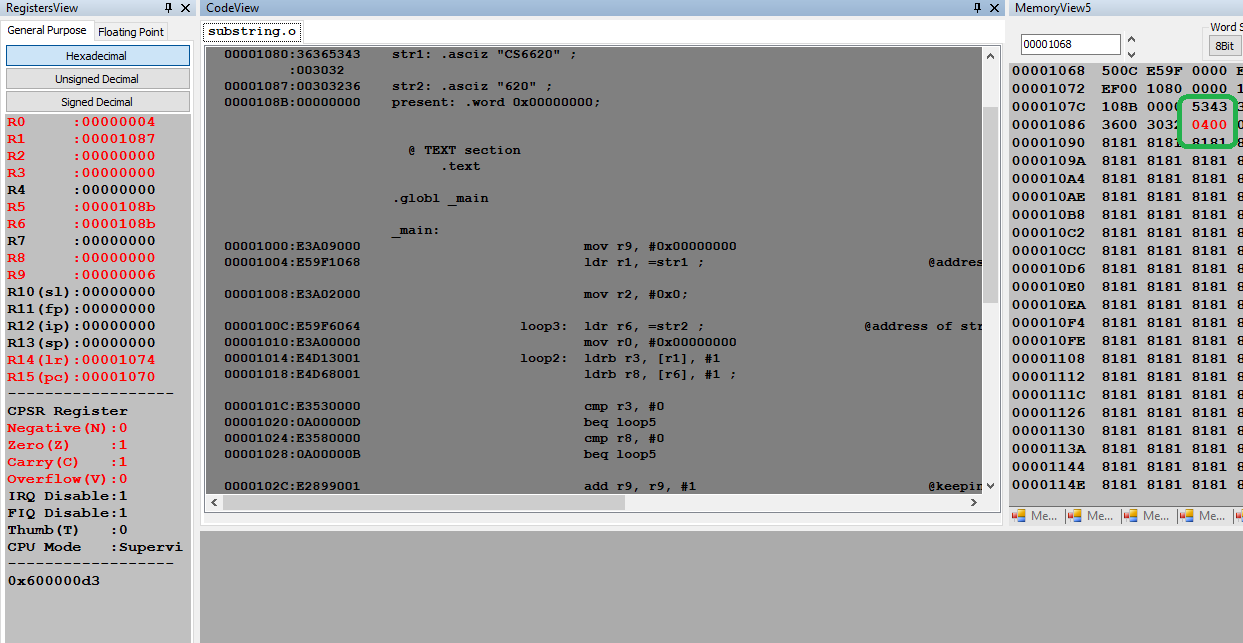 RegistersView
General Purpose Floating Point
Hexadecimal
Unsigned Decimal
Signed Decimal
R0 :00000004
R1 :00001087
R2 :00000000
R3 :00000000
R4 :00000000
R5 :0000108b
R6 :0000108b
R7 :00000000
R8 :00000000
R9 :00000006
R10(sl):00000000
R11(fp):00000000
R12(ip):00000000
R13(sp):00000000
R14(lr):00001074
R15(pc):00001070
-------------------
CPSR Register
Negative(N):0
Zero(Z) :1
Carry(C) :1
Overflow(V):0
IRQ Disable:1
FIQ Disable:1
Thumb(T) :0
CPU Mode :Supervi
-------------------
0x600000d3
CodeView
substring.o
00001080:36365343 str1: .asciz "CS6620" ;
:003032
00001087:00303236 str2: .asciz "620" ;
0000108B:00000000 present: .word 0x00000000;
@ TEXT section
.text
.globl _main
_main:
00001000:E3A09000 mov r9, #0x00000000
00001004:E59F1068 ldr r1, =str1 ; @addres
00001008:E3A02000 mov r2, #0x0;
0000100C:E59F6064 loop3: ldr r6, =str2 ; @address of str
00001010:E3A00000 mov r0, #0x00000000
00001014:E4D13001 loop2: ldrb r3, [r1], #1
00001018:E4D68001 ldrb r8, [r6], #1 ;
0000101C:E3530000 cmp r3, #0
00001020:0A00000D beq loop5
00001024:E3580000 cmp r8, #0
00001028:0A00000B beq loop5
0000102C:E2899001 add r9, r9, #1 @keepin
MemoryView5
Word S
00001068 8Bit
00001068 500C E59F 0000 E
00001072 EF00 1080 0000 1
0000107C 108B 0000 5343 3
00001086 3600 3032 0400 0
00001090 8181 8181 8181 8
0000109A 8181 8181 8181 8
000010A4 8181 8181 8181 8
000010AE 8181 8181 8181 8
000010B8 8181 8181 8181 8
000010C2 8181 8181 8181 8
000010CC 8181 8181 8181 8
000010D6 8181 8181 8181 8
000010E0 8181 8181 8181 8
000010EA 8181 8181 8181 8
000010F4 8181 8181 8181 8
000010FE 8181 8181 8181 8
00001108 8181 8181 8181 8
00001112 8181 8181 8181 8
0000111C 8181 8181 8181 8
00001126 8181 8181 8181 8
00001130 8181 8181 8181 8
0000113A 8181 8181 8181 8
00001144 8181 8181 8181 8
0000114E 8181 8181 8181 8
Me... Me... Me... Me...